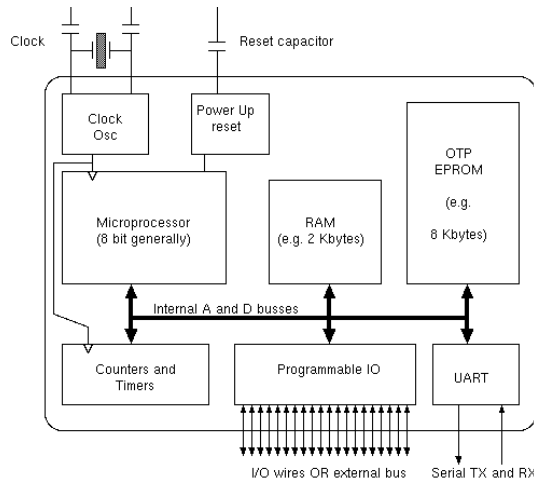 Clock
Reset capacitor
Clock
Osc
Power Up
reset
OTP
EPROM
(e.g.
8 Kbytes)
Microprocessor
(8 bit generally)
RAM
(e.g. 2 Kbytes)
Internal A and D busses
Counters and
Timers
Programmable IO
UART
I/O wires OR external bus
Serial TX and RX